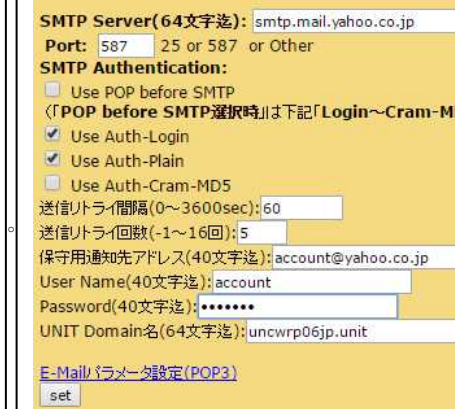 SMTP Server(64文字迄): smtp.mail.yahoo.co.jp
Port: 587 25 or 587 or Other
SMTP Authentication:
Use POP before SMTP
(「POP before SMTP選択時」は下記「Login～Cram-M
Use Auth-Login
Use Auth-Plain
Use Auth-Cram-MD5
送信リトライ間隔(0～3600sec): 60
送信リトライ回数(-1～16回): 5
保守用通知先アドレス(40文字迄): account@yahoo.co.jp
User Name(40文字迄): account
Password(40文字迄): •••••••
UNIT Domain名(64文字迄): uncwrp06jp.unit
E-Mailパラメータ設定(POP3)
set